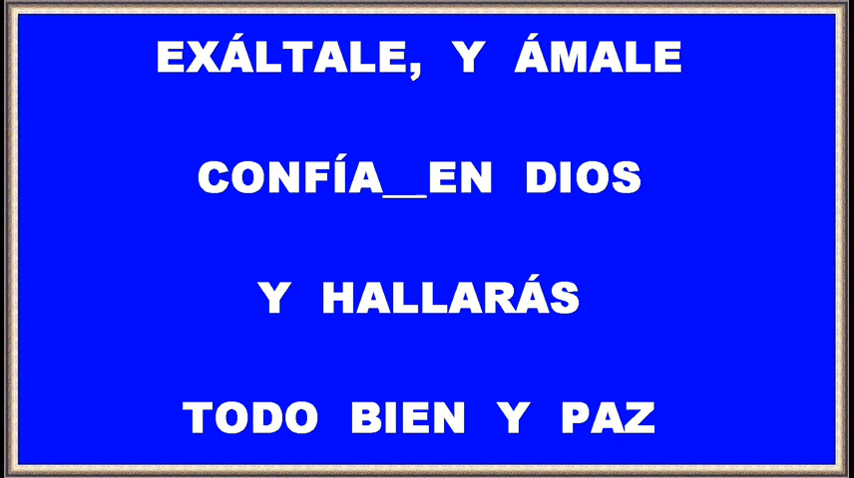 EXÁLTALE, Y ÁMALE
CONFÍA__EN DIOS
Y HALLARÁS
TODO BIEN Y PAZ